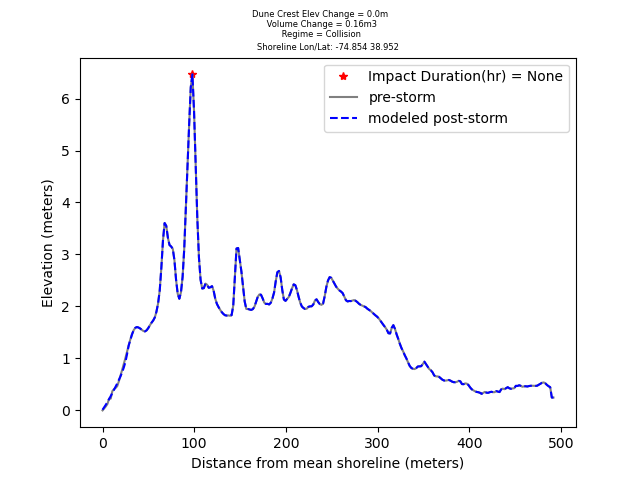 Dune Crest Elev Change = 0.0m
Volume Change = 0.16m3
Regime = Collision
Shoreline Lon/Lat: -74.854 38.952
Impact Duration(hr) = None
pre-storm
modeled post-storm
Elevation (meters)
6
5
4
3
2
1
0
0 100 200 300 400 500
Distance from mean shoreline (meters)